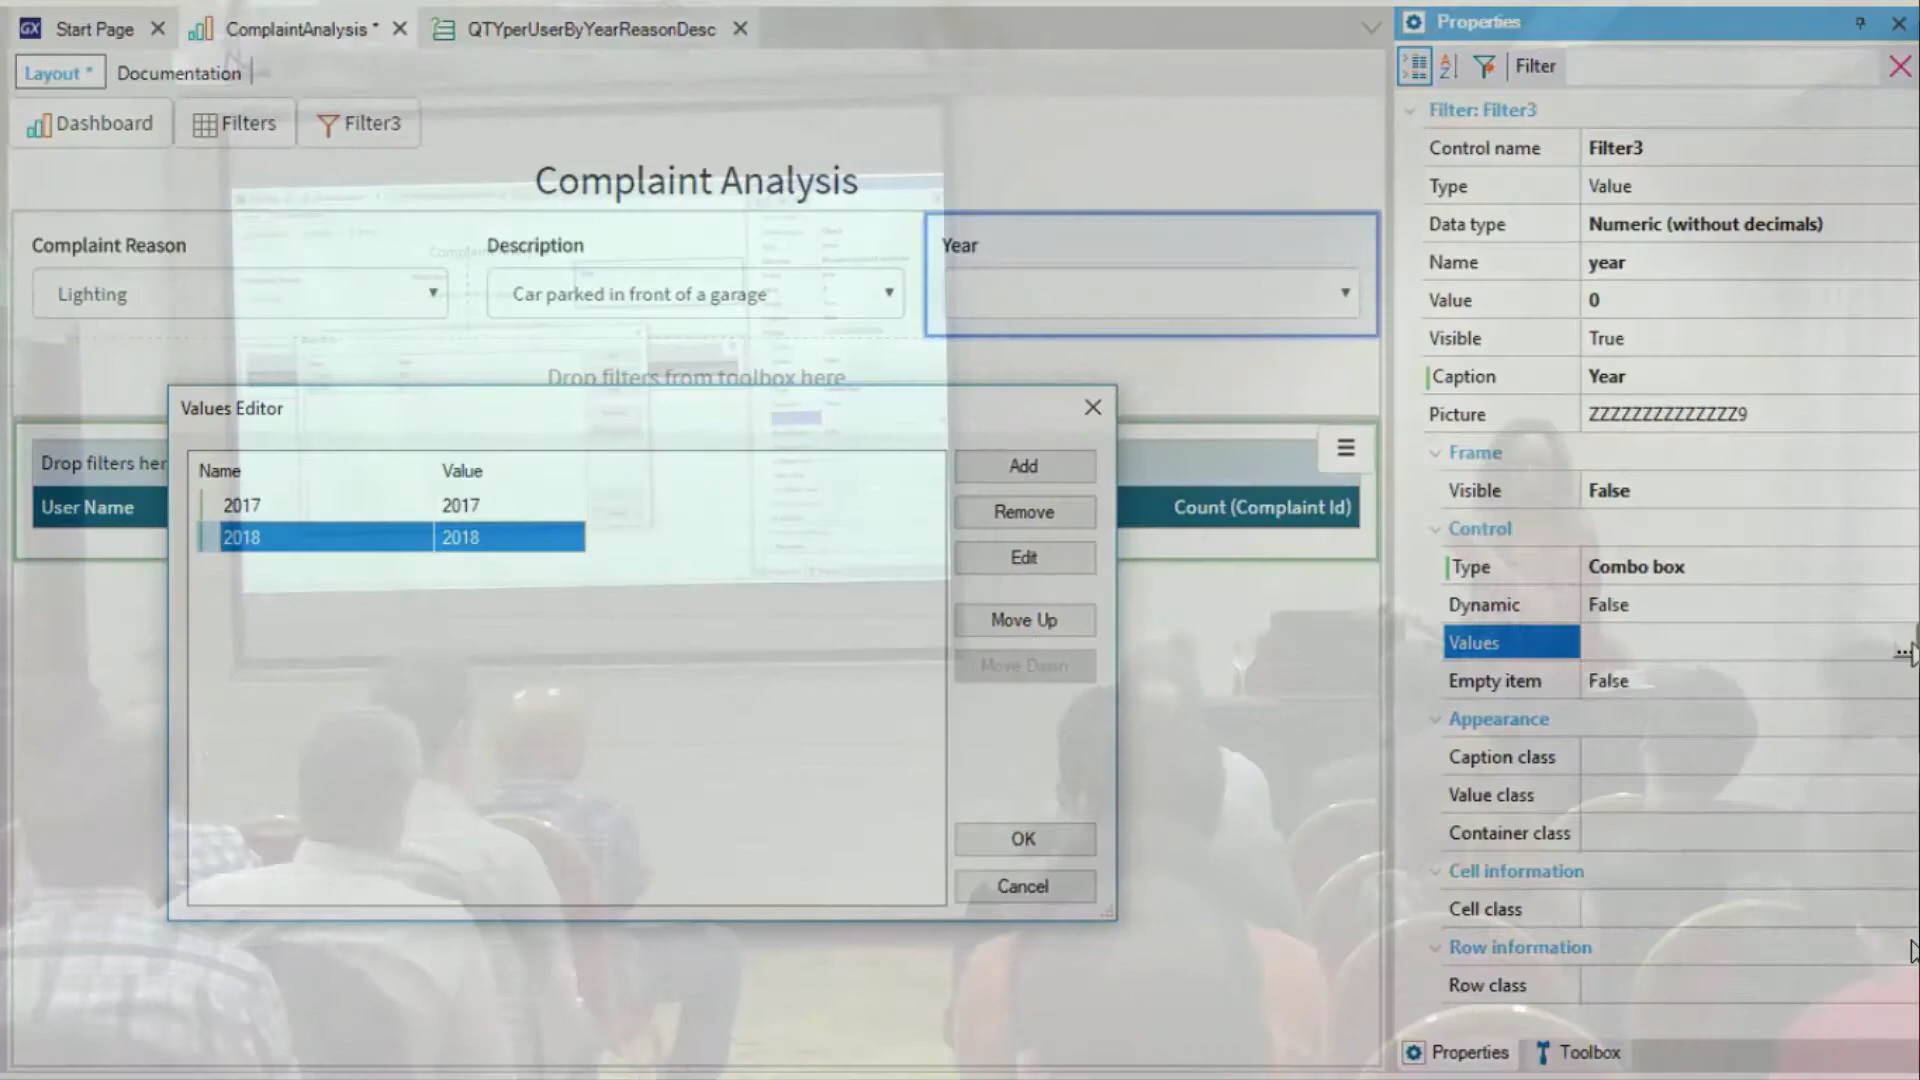 GX Start Page
ComplaintAnalysis *
QTYperUserByYearReasonDesc
Layout *
Documentation
Dashboard
Filters
Filter3
Complaint Analysis
Complaint Reason
Description
Year
Lighting
Car parked in front of a garage
Drop filters from toolbox here
Drop filters her
User Name
Count (Complaint Id)
Values Editor
Name Value
2017 2017
2018 2018
Add
Remove
Edit
Move Up
Move Down
OK
Cancel
Properties
Filter
Filter: Filter3
Control name Filter3
Type Value
Data type Numeric (without decimals)
Name year
Value 0
Visible True
Caption Year
Picture ZZZZZZZZZZZZZZ9
Frame
Visible False
Control
Type Combo box
Dynamic False
Values ...
Empty item False
Appearance
Caption class
Value class
Container class
Cell information
Cell class
Row information
Row class
Properties
Toolbox